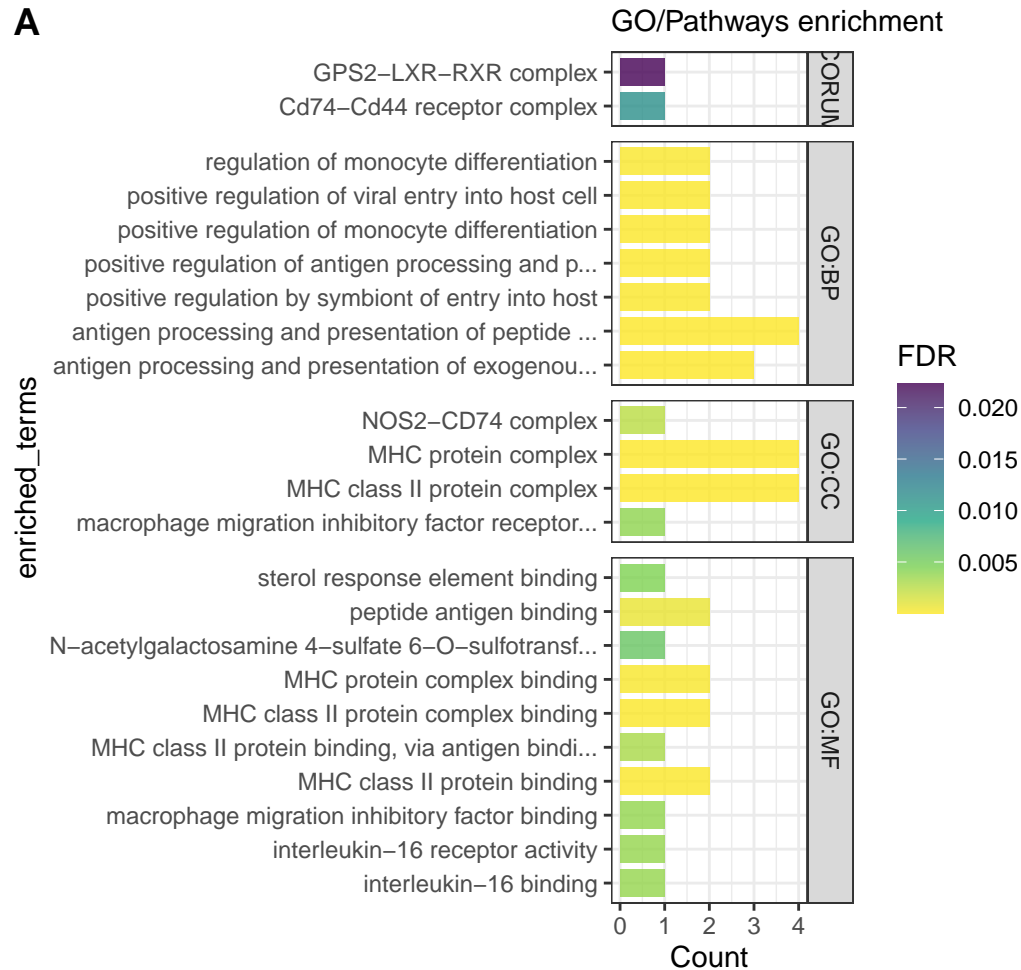 A
GO/Pathways enrichment
GPS2−LXR−RXR complex
Cd74−Cd44 receptor complex
CORUM
regulation of monocyte differentiation
positive regulation of viral entry into host cell
positive regulation of monocyte differentiation
positive regulation of antigen processing and p...
positive regulation by symbiont of entry into host
antigen processing and presentation of peptide ...
antigen processing and presentation of exogenou...
GO:BP
NOS2−CD74 complex
MHC protein complex
MHC class II protein complex
macrophage migration inhibitory factor receptor...
GO:CC
sterol response element binding
peptide antigen binding
N−acetylgalactosamine 4−sulfate 6−O−sulfotransf...
MHC protein complex binding
MHC class II protein complex binding
MHC class II protein binding, via antigen bindi...
MHC class II protein binding
macrophage migration inhibitory factor binding
interleukin−16 receptor activity
interleukin−16 binding
GO:MF
0 1 2 3 4
Count
enriched_terms
FDR
0.020
0.015
0.010
0.005